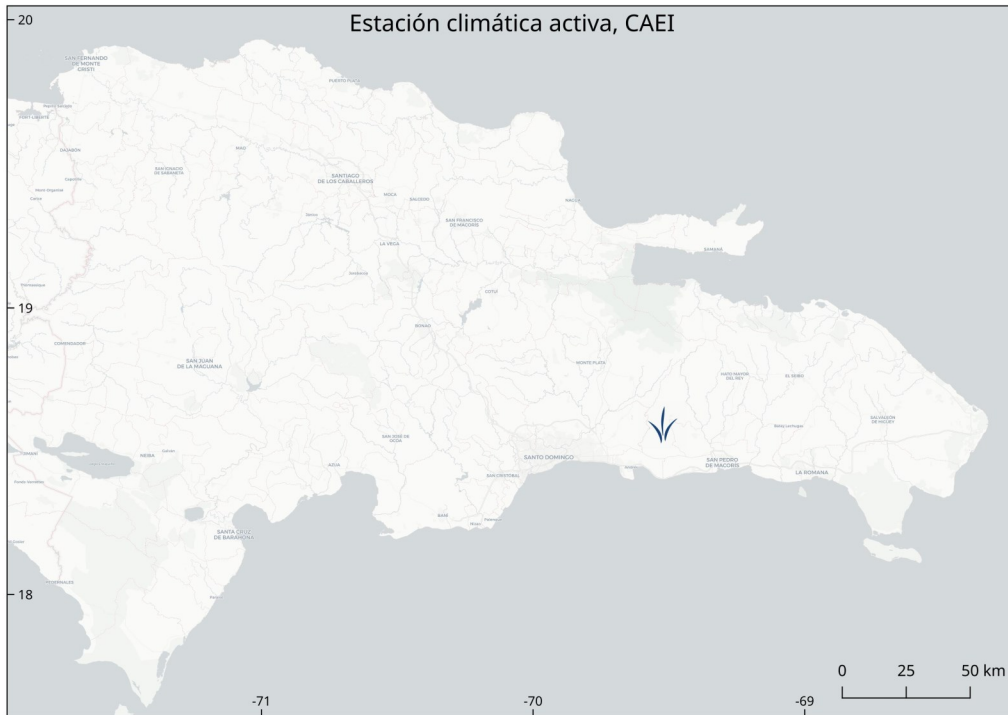 Estación climática activa, CAEI
20
SAN FERNANDO
DE MONTE
CRISTI
PUERTO PLATA
DAJABÓN
MAO
SAN IGNACIO
DE SABANETA
SANTIAGO
DE LOS CABALLEROS
MOCA
SALCEDO
NAGUA
SAN FRANCISCO
DE MACORÍS
LA VEGA
SAMANÁ
COTUÍ
19
BONAO
COMENDADOR
SAN JUAN
DE LA MAGUANA
MONTE PLATA
HATO MAYOR
DEL REY
EL SEIBO
SALVALEÓN
DE HIGÜEY
SAN JOSÉ DE
OCOA
NEIBA
AZUA
SANTO DOMINGO
SAN PEDRO
DE MACORÍS
LA ROMANA
SAN CRISTÓBAL
BANÍ
SANTA CRUZ
DE BARAHONA
18
0
25
50 km
-71
-70
-69